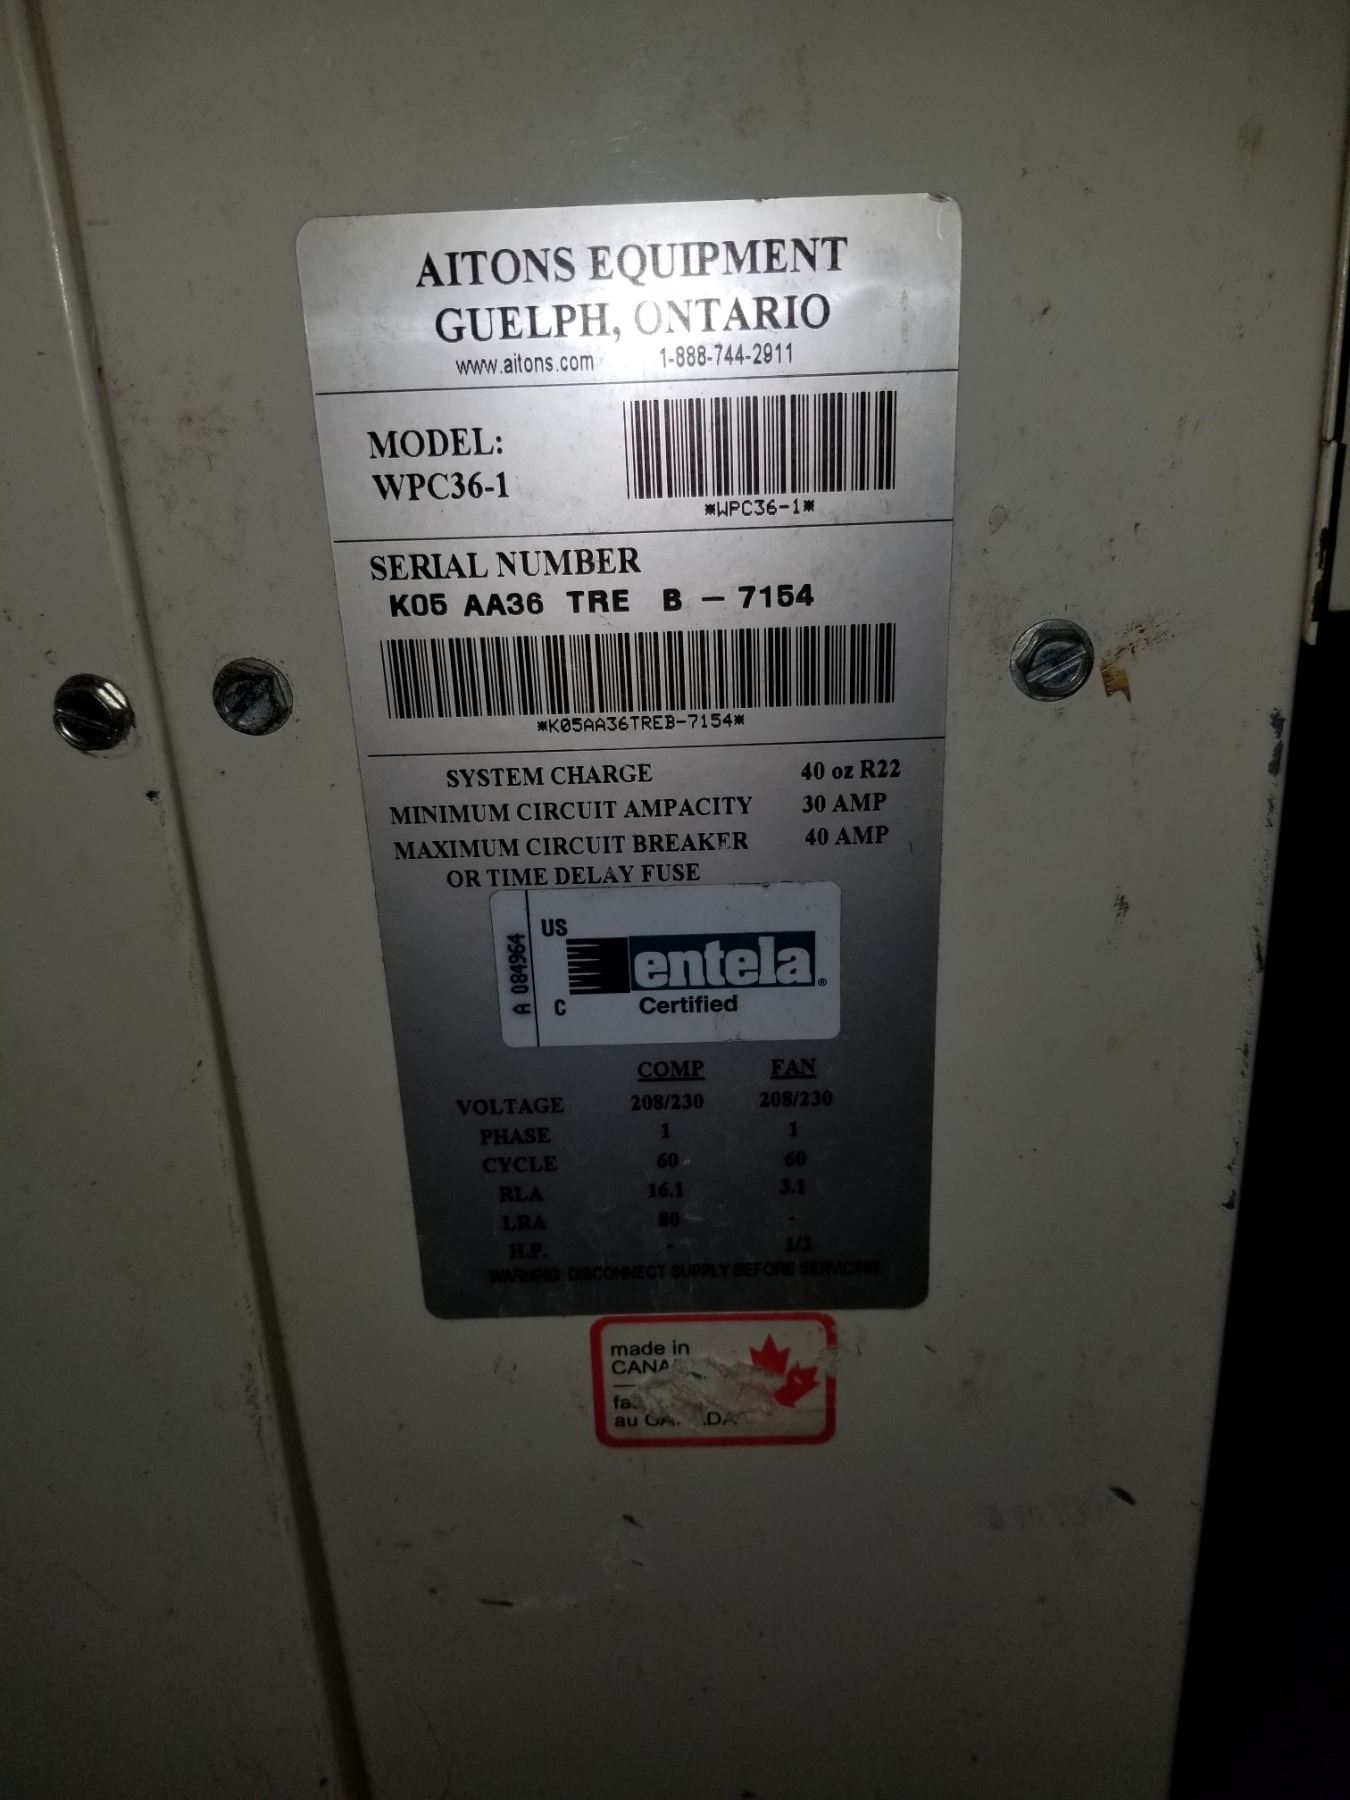 AITONS EQUIPMENT
GUELPH, ONTARIO
www.aitons.com 1-888-744-2911
MODEL:
WPC36-1
*WPC36-1*
SERIAL NUMBER
K05 AA36 TRE B - 7154
*K05AA36TREB-7154*
SYSTEM CHARGE 40 oz R22
MINIMUM CIRCUIT AMPACITY 30 AMP
MAXIMUM CIRCUIT BREAKER 40 AMP
OR TIME DELAY FUSE
A 084964
US
entela®
C Certified
COMP FAN
VOLTAGE 208/230 208/230
PHASE 1 1
CYCLE 60 60
RLA 16.1 3.1
LRA 80 -
H.P. - 1/3
WARNING: DISCONNECT SUPPLY BEFORE SERVICING
made in
au